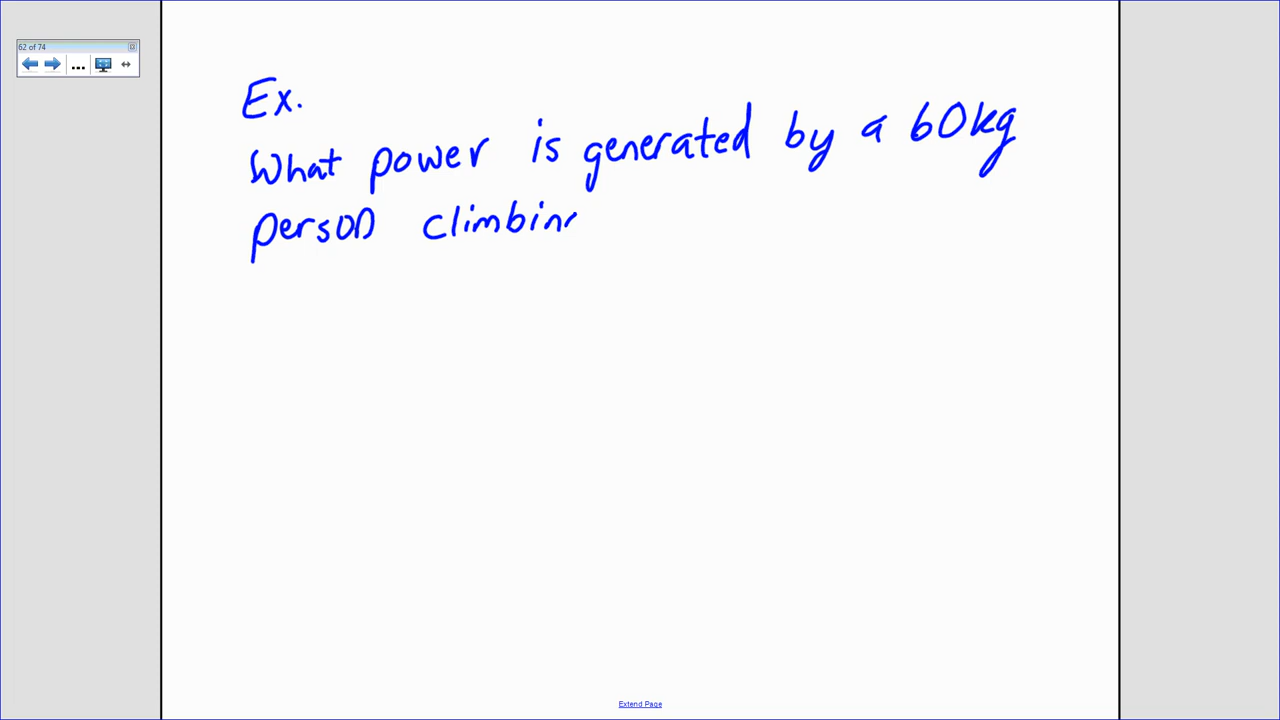 62 of 74
Ex.
What power is generated by a 60kg
person climbin
Extend Page